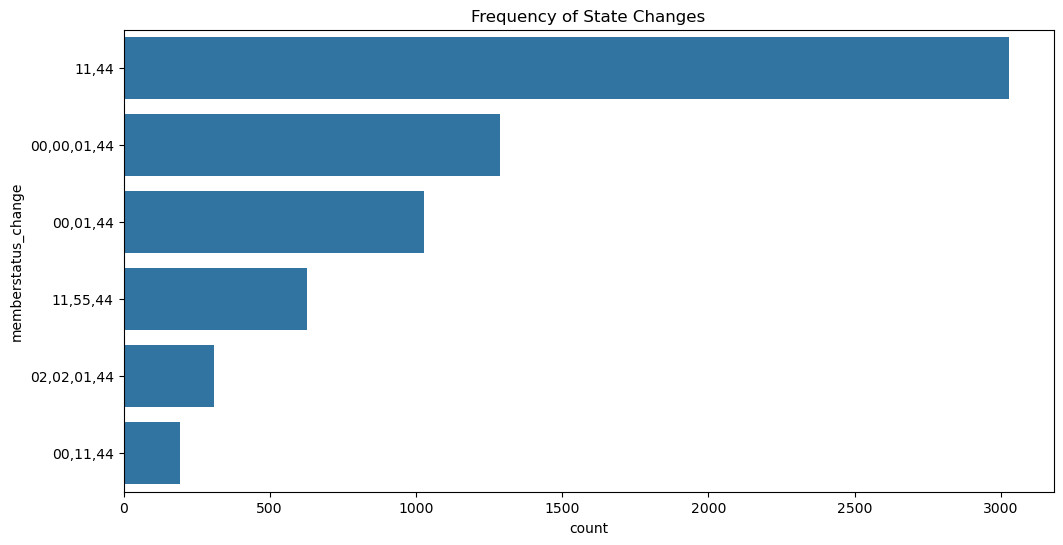 Frequency of State Changes
memberstatus_change
11,44
00,00,01,44
00,01,44
11,55,44
02,02,01,44
00,11,44
0 500 1000 1500 2000 2500 3000
count